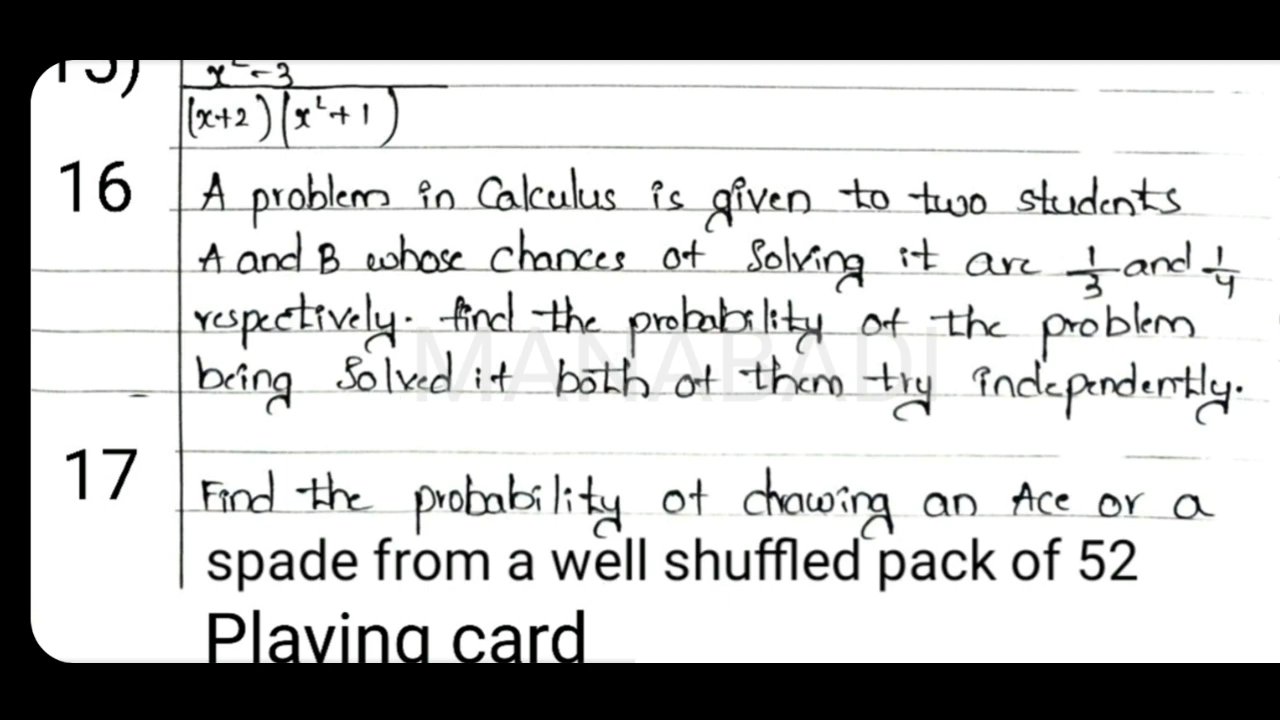 15) x²-3
(x+2)(x²+1)
16 A problem in Calculus is given to two students
A and B whose chances of Solving it are 1/3 and 1/4
respectively. find the probability of the problem
being Solved if both of them try independently.
MANABADI
17 Find the probability of drawing an Ace or a
spade from a well shuffled pack of 52
Playing card